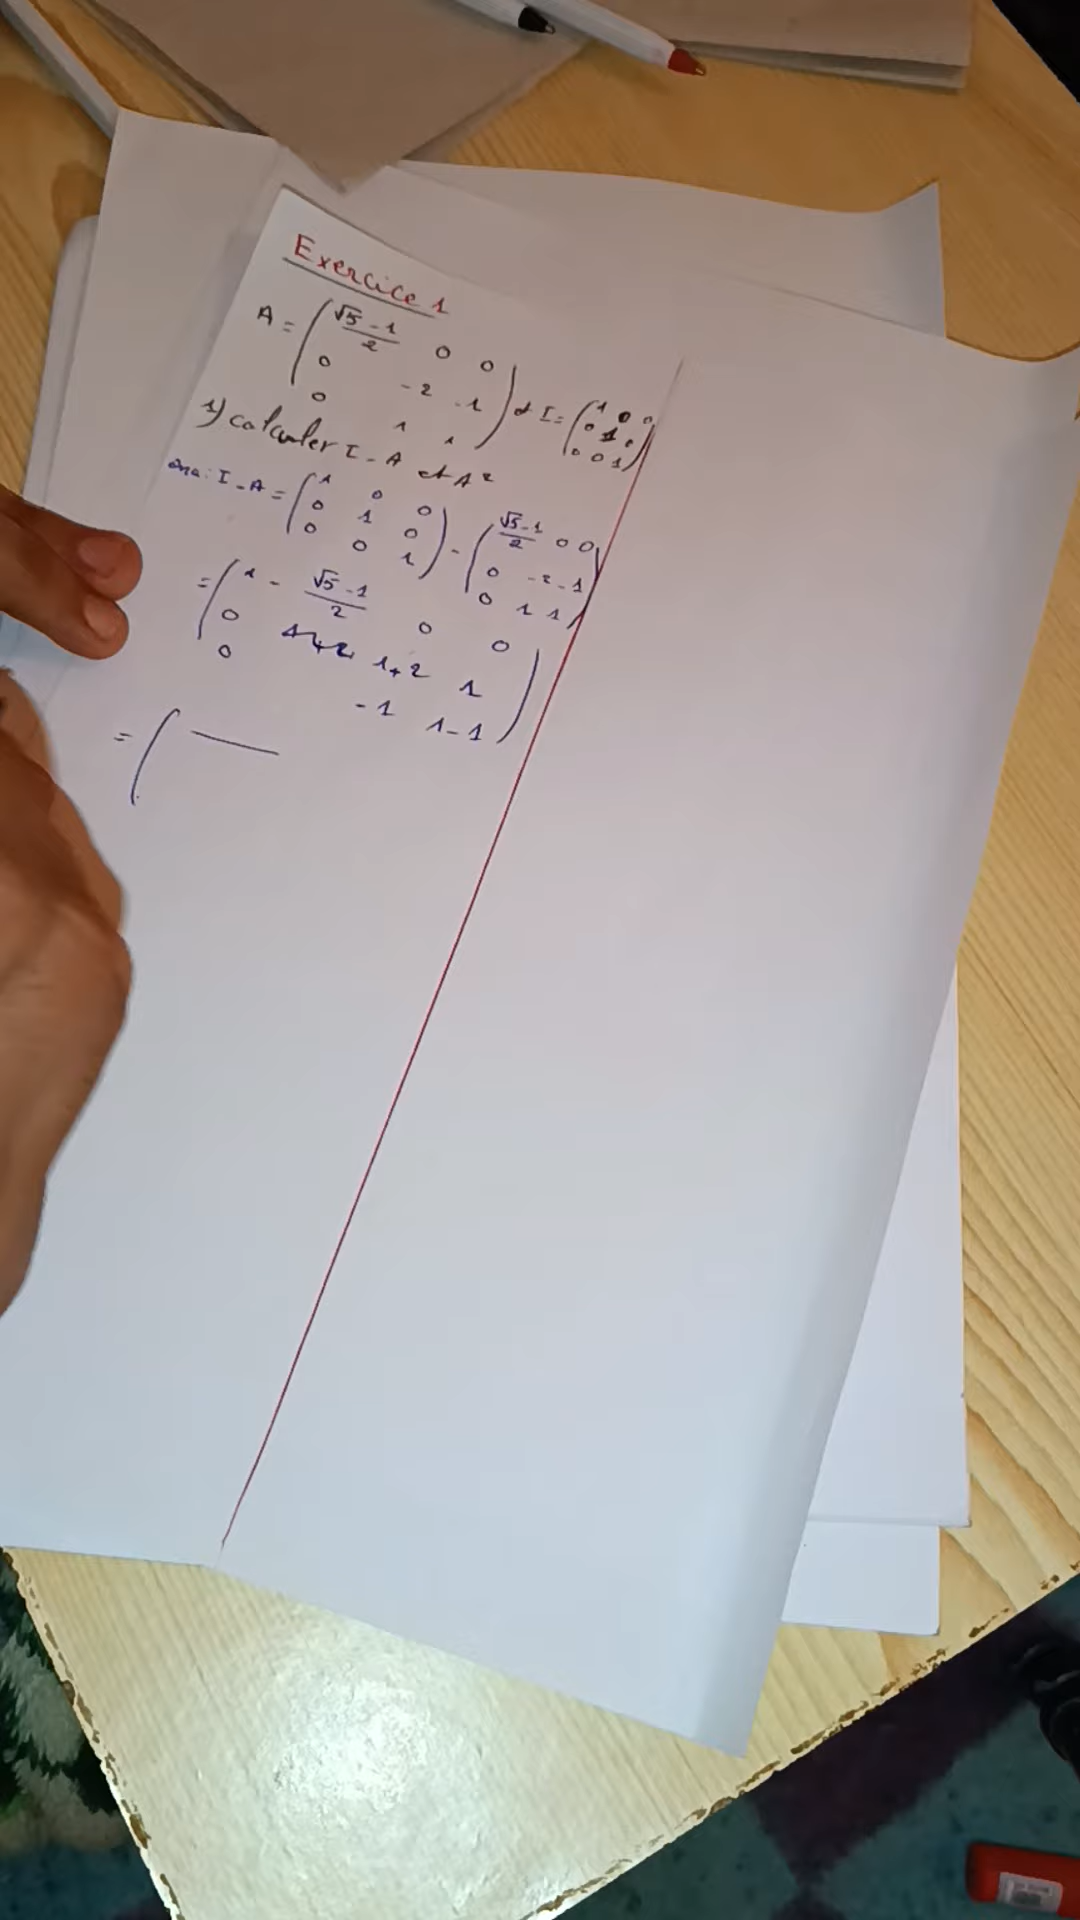 Exercice 1
A = ( (√5 - 1)/2 0 0
0 -2 -1
0 1 1 ) et I = ( 1 0 0
0 1 0
0 0 1 )
1) calculer I - A et A²
on a: I - A = ( 1 0 0
0 1 0
0 0 1 ) - ( (√5 - 1)/2 0 0
0 -2 -1
0 1 1 )
= ( 1 - (√5 - 1)/2 0 0
0 1+2 1
0 -1 1-1 )
= (